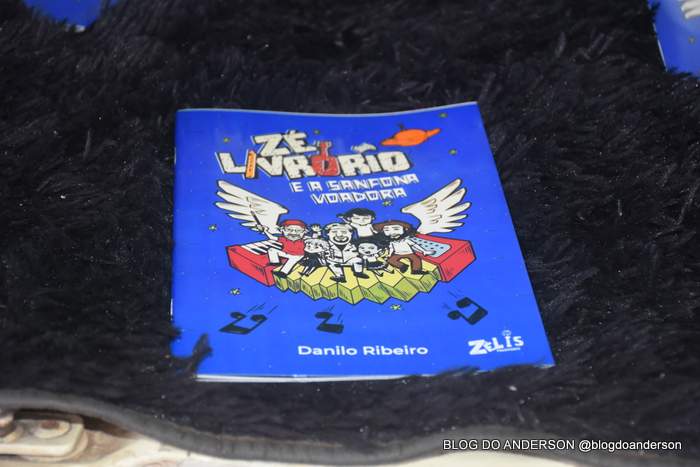 ZÉ
LIVRÓRIO
E A SANFONA
VOADORA
Danilo Ribeiro
ZELIS
BLOG DO ANDERSON @blogdoanderson